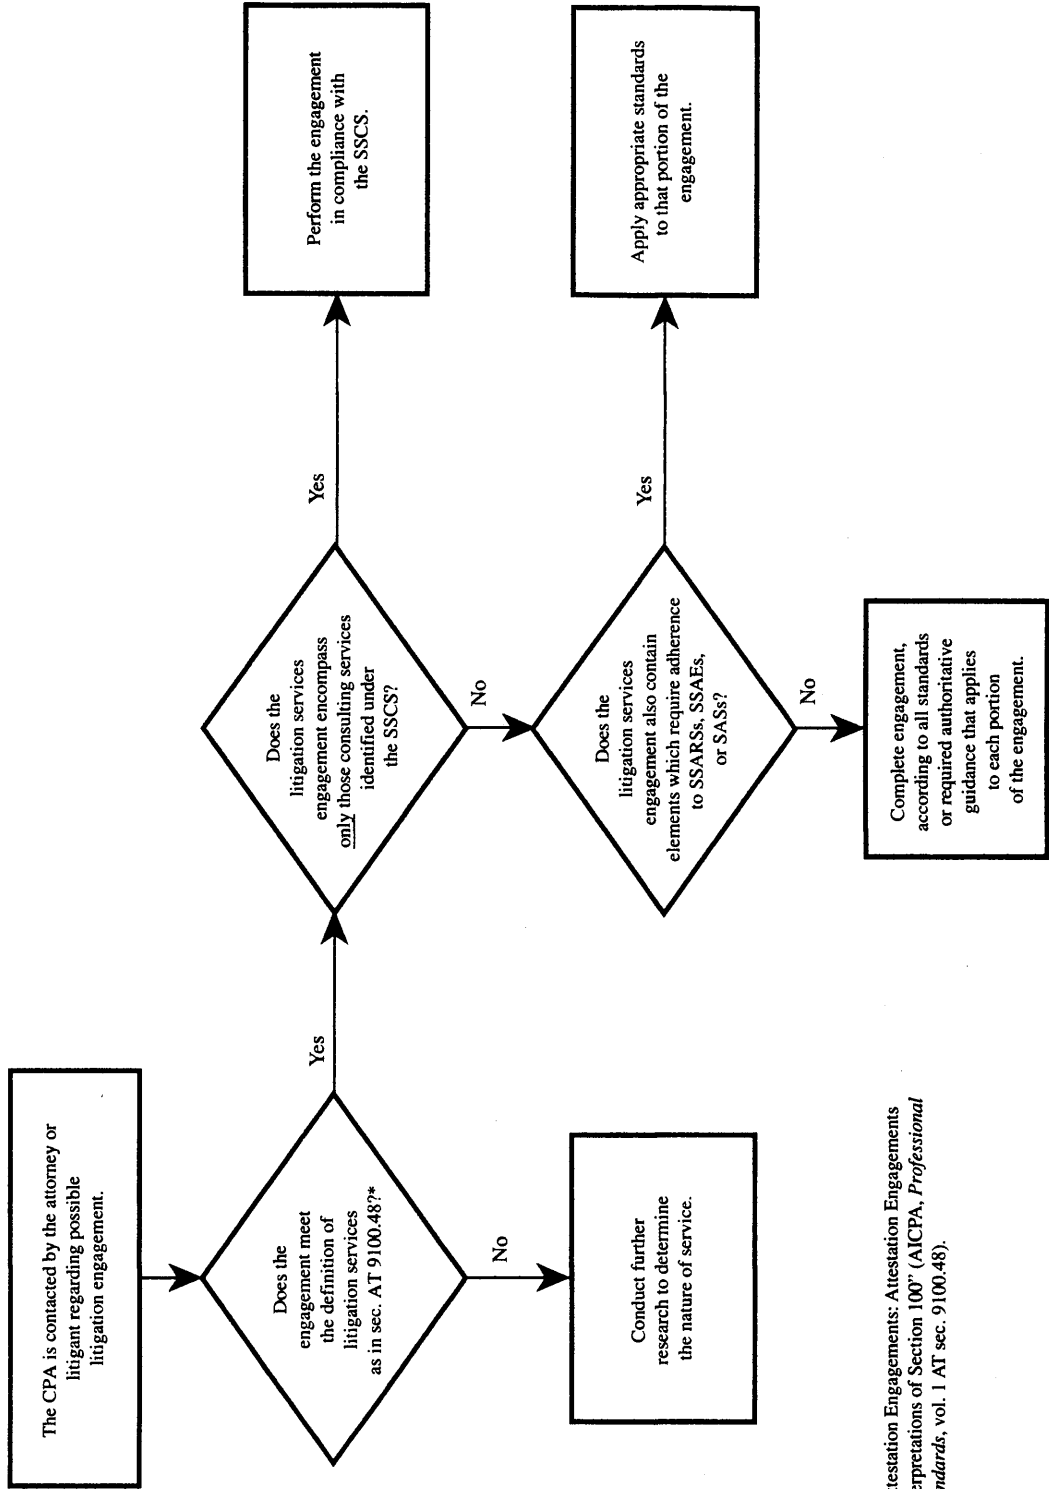 The CPA is contacted by the attorney or
litigant regarding possible
litigation engagement.
Does the
engagement meet
the definition of
litigation services
as in sec. AT 9100.48?*
Yes
No
Conduct further
research to determine
the nature of service.
Does the
litigation services
engagement encompass
only those consulting services
identified under
the SSCS?
Yes
Perform the engagement
in compliance with
the SSCS.
No
Does the
litigation services
engagement also contain
elements which require adherence
to SSARSs, SSAEs,
or SASs?
Yes
Apply appropriate standards
to that portion of the
engagement.
No
Complete engagement,
according to all standards
or required authoritative
guidance that applies
to each portion
of the engagement.
testation Engagements: Attestation Engagements
erpretations of Section 100” (AICPA, Professional
ndards, vol. 1 AT sec. 9100.48).